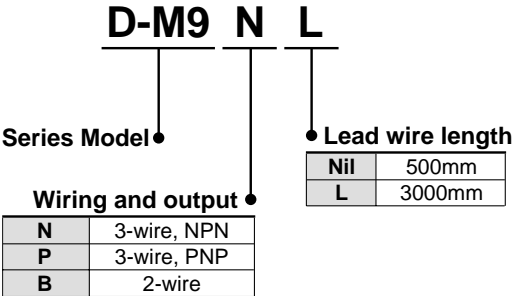 D-M9 N L
Series Model
Lead wire length
Nil 500mm
L 3000mm
Wiring and output
N 3-wire, NPN
P 3-wire, PNP
B 2-wire